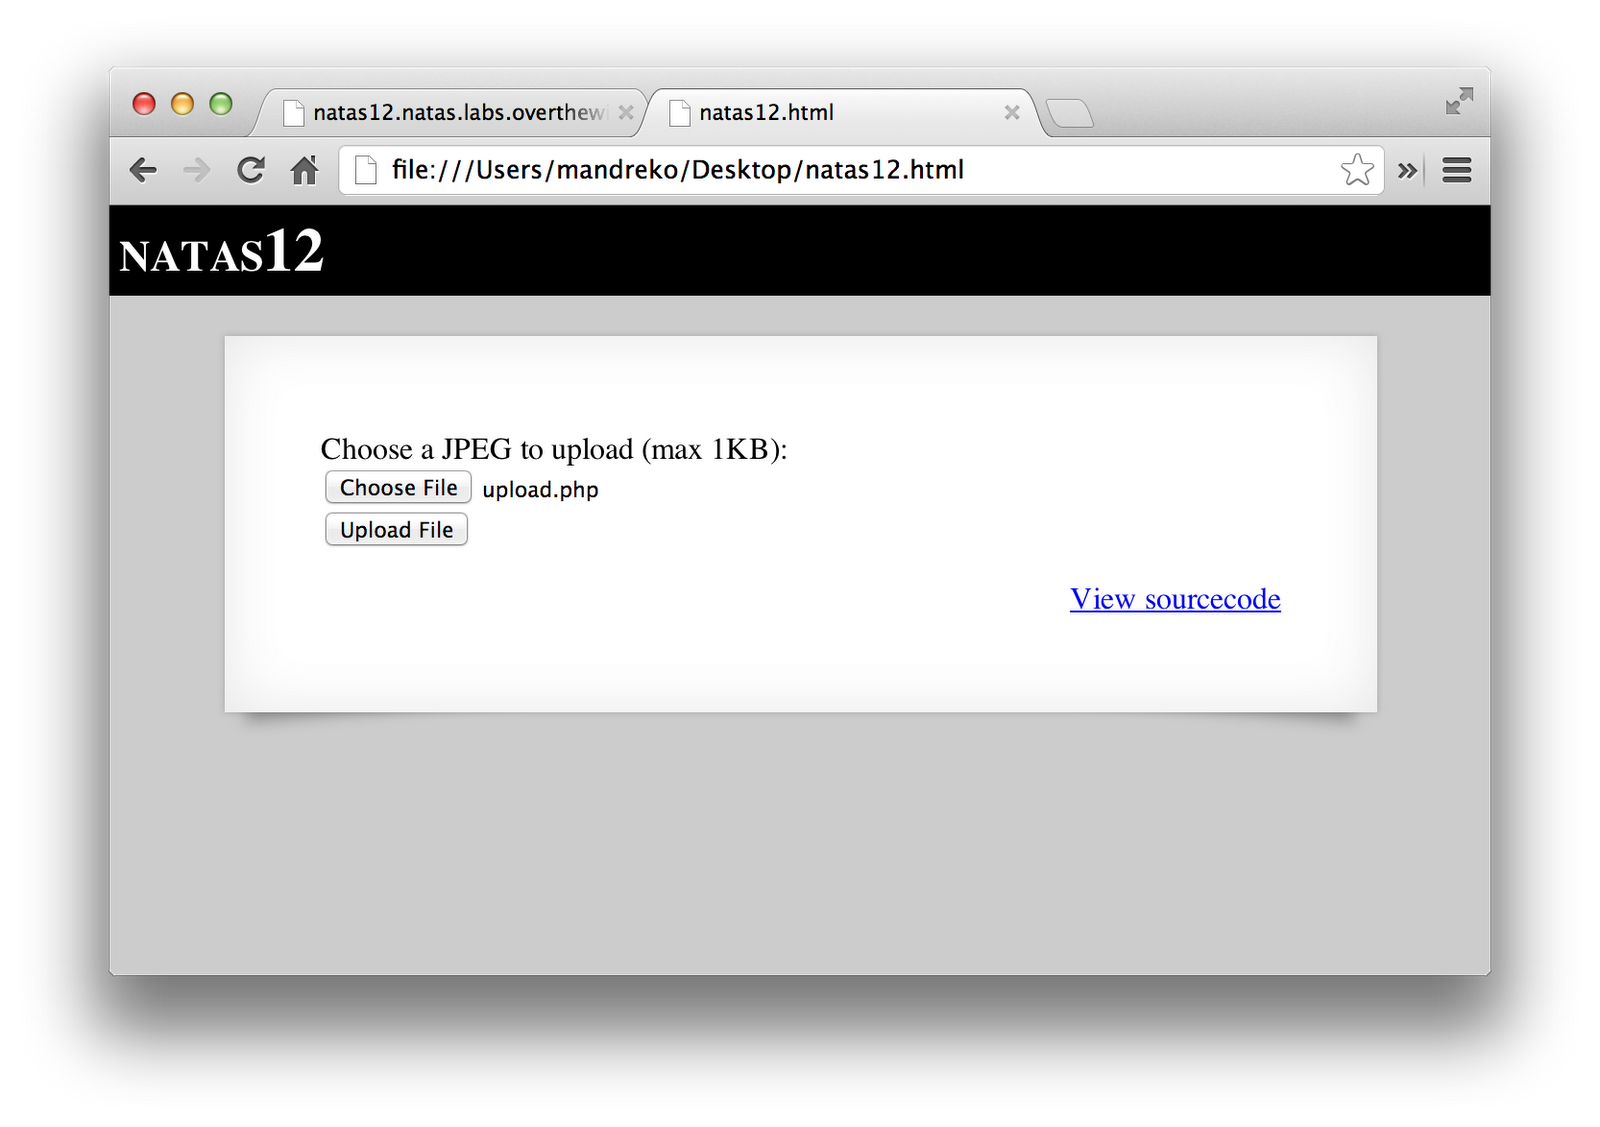 natas12.natas.labs.overthew
natas12.html
file:///Users/mandreko/Desktop/natas12.html
NATAS12
Choose a JPEG to upload (max 1KB):
Choose File upload.php
Upload File
View sourcecode